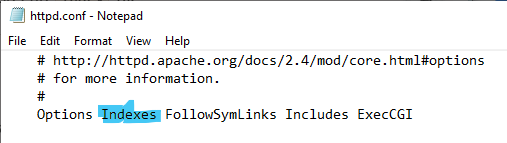 httpd.conf - Notepad
File Edit Format View Help
# http://httpd.apache.org/docs/2.4/mod/core.html#options
# for more information.
#
Options Indexes FollowSymLinks Includes ExecCGI